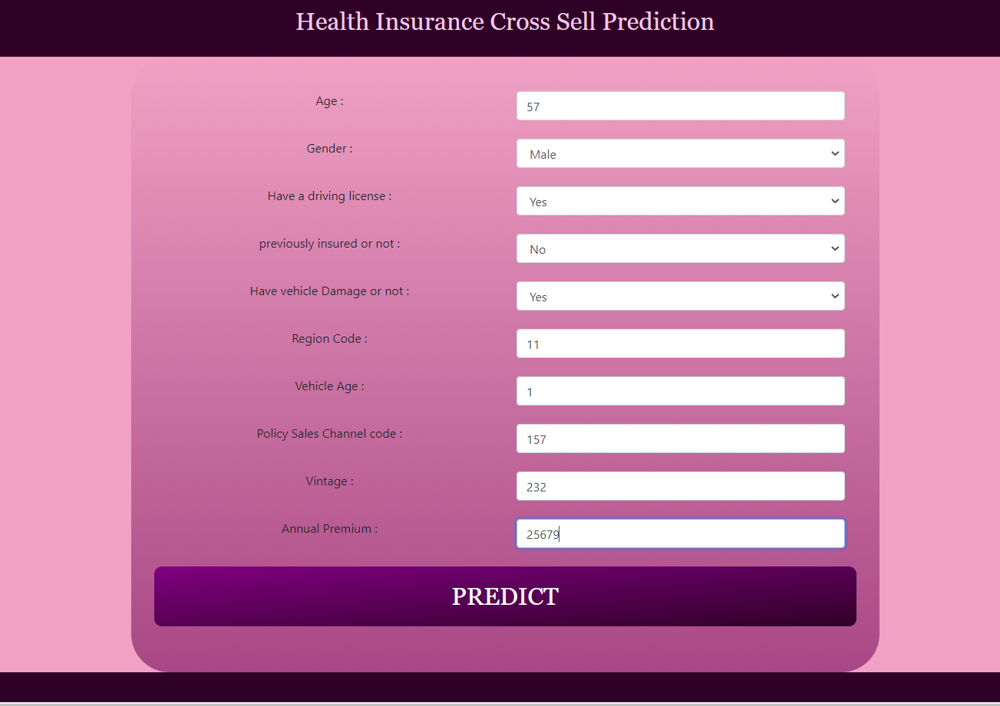 Health Insurance Cross Sell Prediction
Age : 57
Gender : Male
Have a driving license : Yes
previously insured or not : No
Have vehicle Damage or not : Yes
Region Code : 11
Vehicle Age : 1
Policy Sales Channel code : 157
Vintage : 232
Annual Premium : 25679
PREDICT